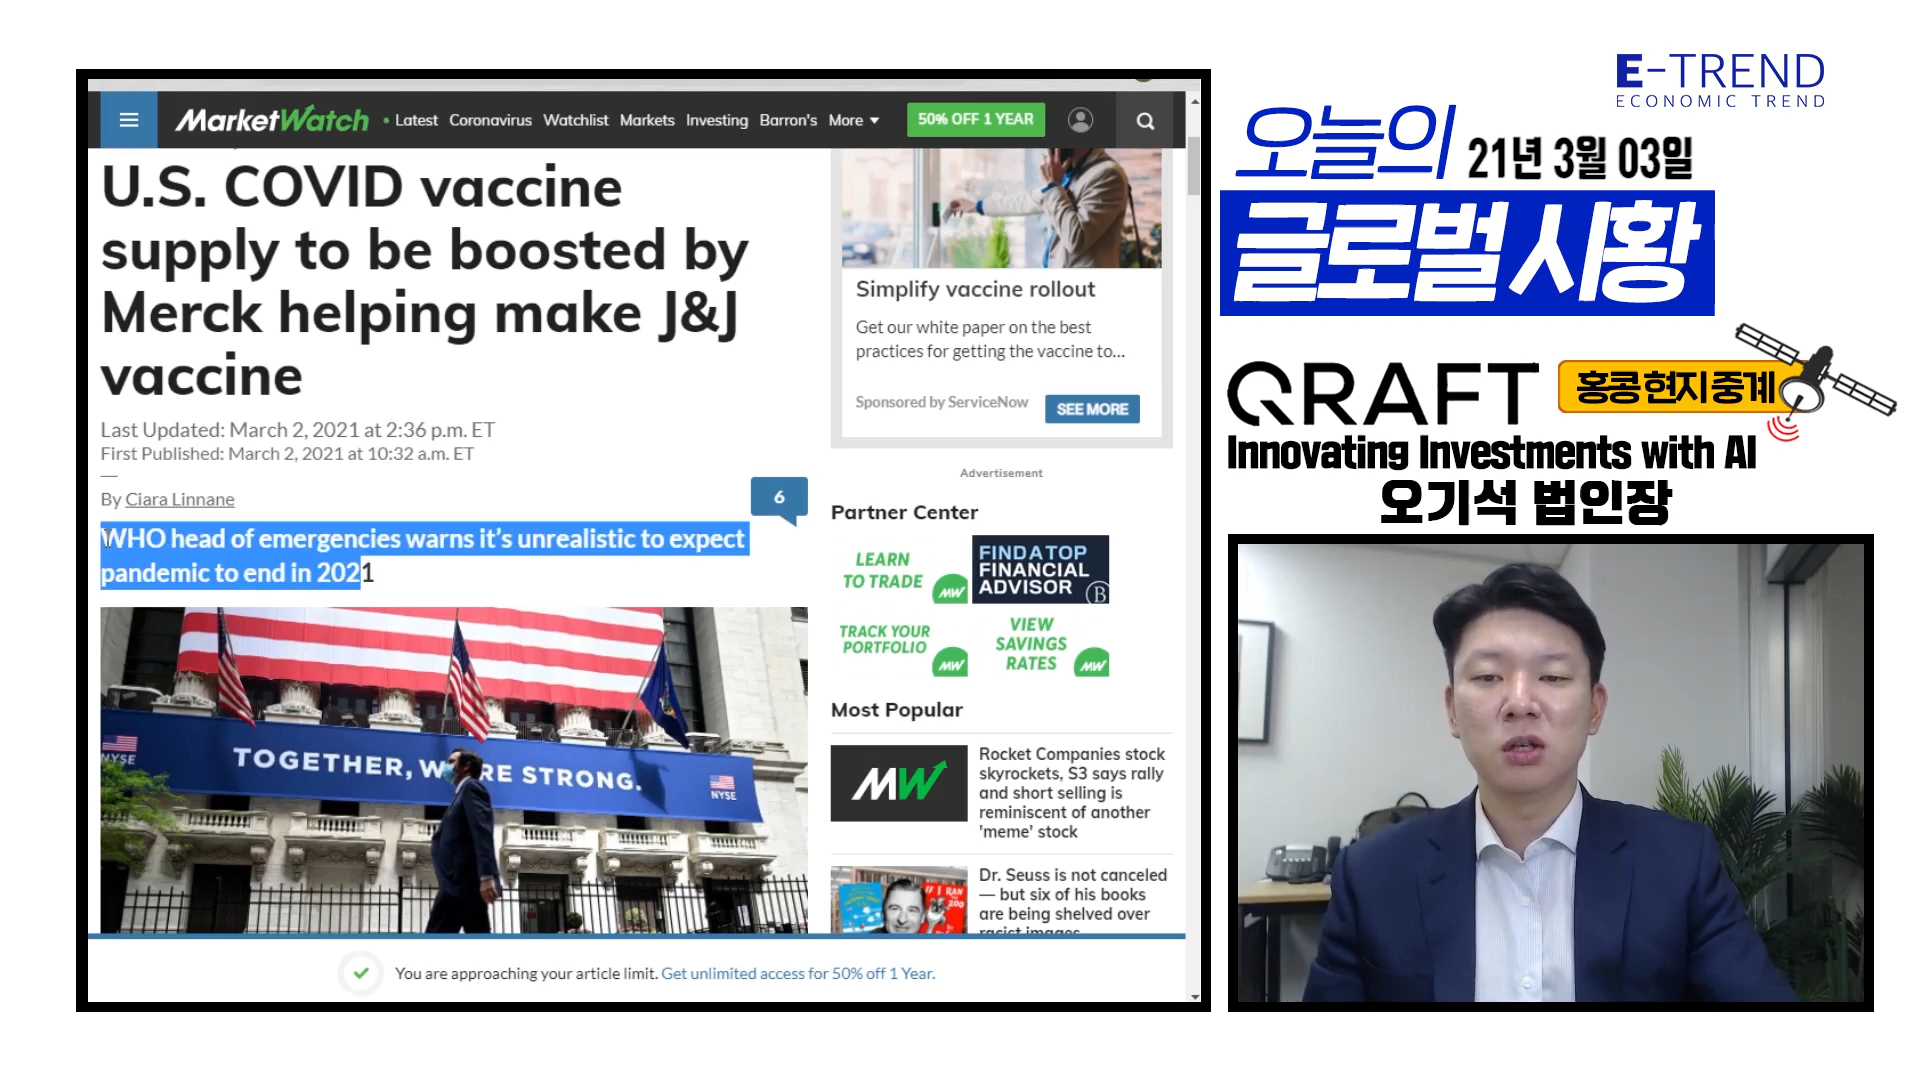 MarketWatch
Latest Coronavirus Watchlist Markets Investing Barron's More
50% OFF 1 YEAR
U.S. COVID vaccine
supply to be boosted by
Merck helping make J&J
vaccine
Last Updated: March 2, 2021 at 2:36 p.m. ET
First Published: March 2, 2021 at 10:32 a.m. ET
By Ciara Linnane
6
WHO head of emergencies warns it's unrealistic to expect
pandemic to end in 2021
NYSE
TOGETHER, W RE STRONG.
NYSE
Simplify vaccine rollout
Get our white paper on the best
practices for getting the vaccine to...
Sponsored by ServiceNow
SEE MORE
Advertisement
Partner Center
LEARN
TO TRADE
MW
FIND A TOP
FINANCIAL
ADVISOR
B
TRACK YOUR
PORTFOLIO
MW
VIEW
SAVINGS
RATES
MW
Most Popular
MW
Rocket Companies stock
skyrockets, S3 says rally
and short selling is
reminiscent of another
'meme' stock
Dr. Seuss is not canceled
— but six of his books
are being shelved over
racist images
IF I RAN
You are approaching your article limit. Get unlimited access for 50% off 1 Year.
E-TREND
ECONOMIC TREND
오늘의
21년 3월 03일
글로벌 시황
QRAFT
홍콩 현지 중계
Innovating Investments with AI
오기석 법인장